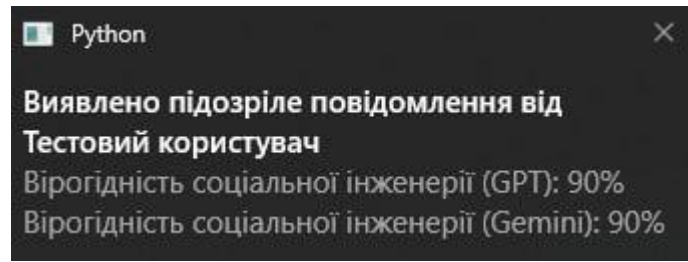 Python
Виявлено підозріле повідомлення від
Тестовий користувач
Вірогідність соціальної інженерії (GPT): 90%
Вірогідність соціальної інженерії (Gemini): 90%